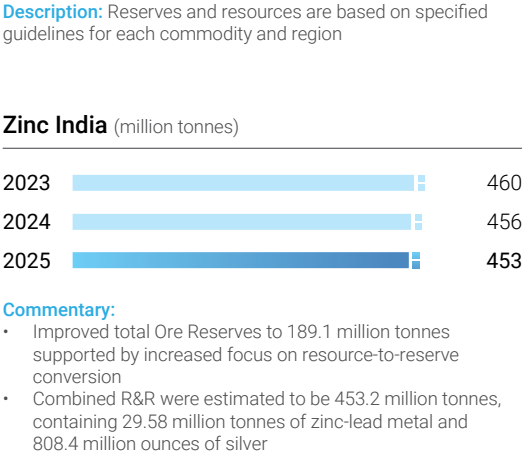 Description: Reserves and resources are based on specified
guidelines for each commodity and region
Zinc India (million tonnes)
2023 460
2024 456
2025 453
Commentary:
• Improved total Ore Reserves to 189.1 million tonnes
supported by increased focus on resource-to-reserve
conversion
• Combined R&R were estimated to be 453.2 million tonnes,
containing 29.58 million tonnes of zinc-lead metal and
808.4 million ounces of silver